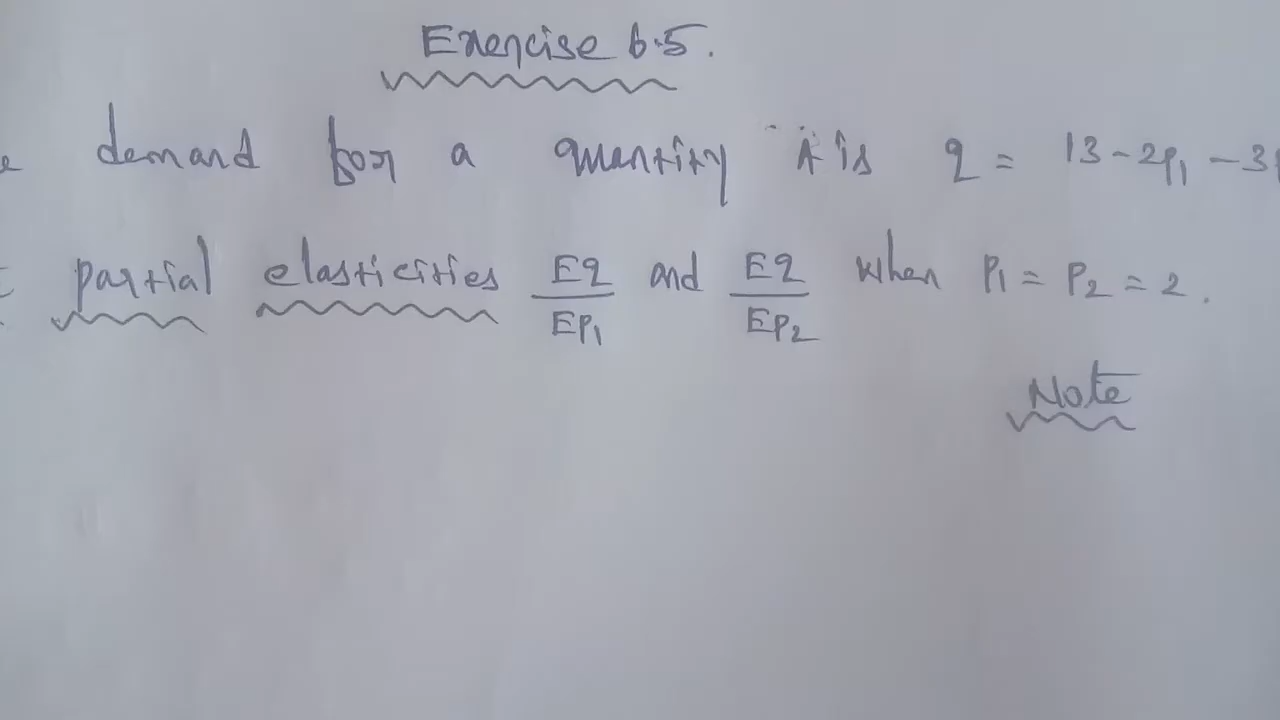 Exercise 6.5.
demand for a quantity A is q = 13 - 2p₁ - 3p
partial elasticities Eq/Ep₁ and Eq/Ep₂ when p₁ = p₂ = 2.
Note